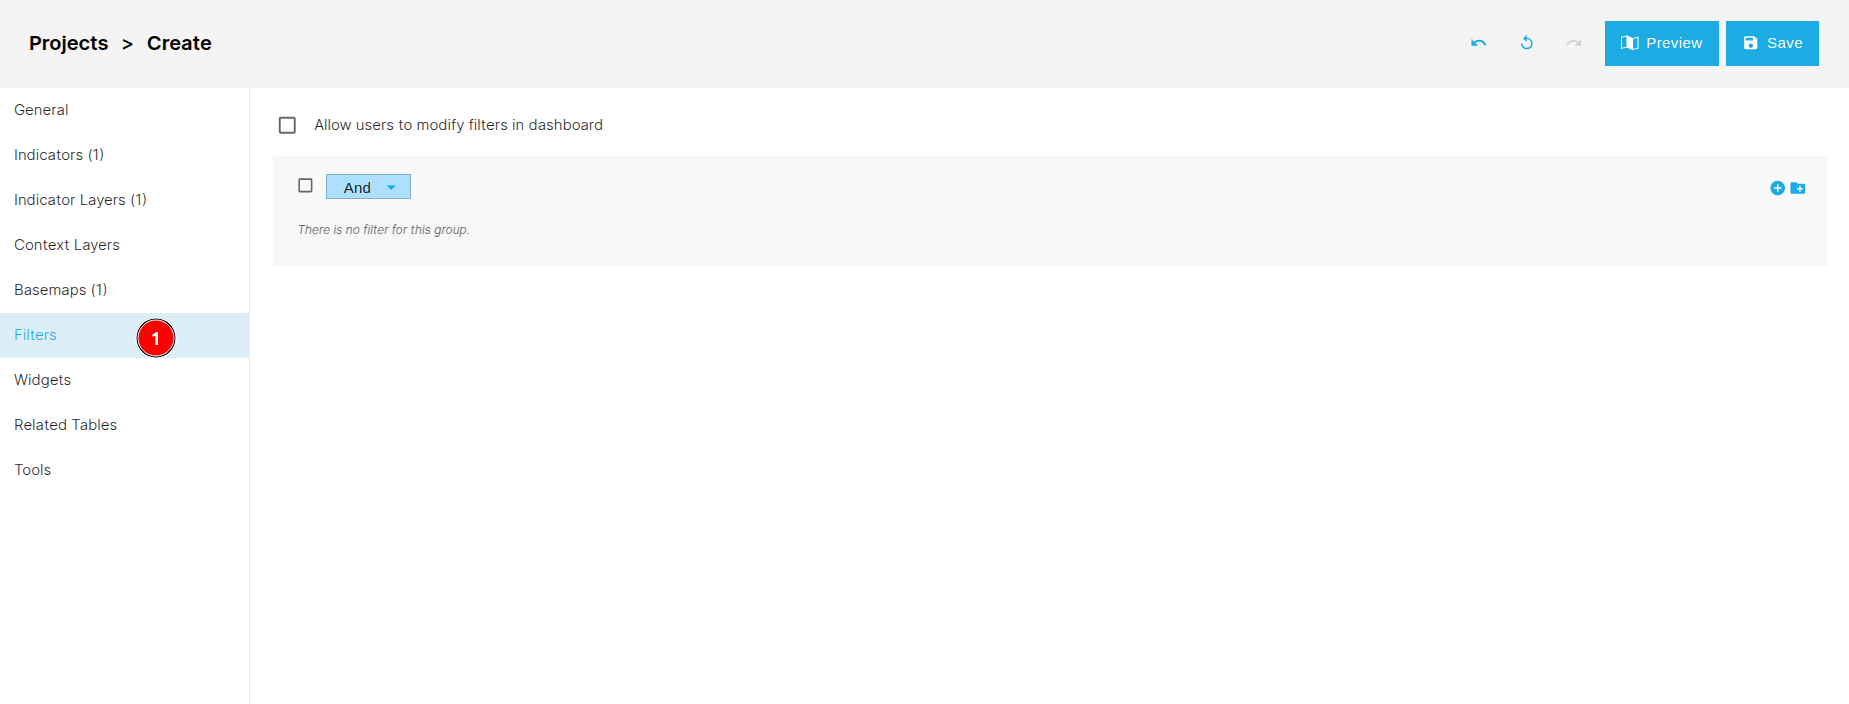 Projects > Create
Preview
Save
General
Indicators (1)
Indicator Layers (1)
Context Layers
Basemaps (1)
Filters
1
Widgets
Related Tables
Tools
Allow users to modify filters in dashboard
And
There is no filter for this group.